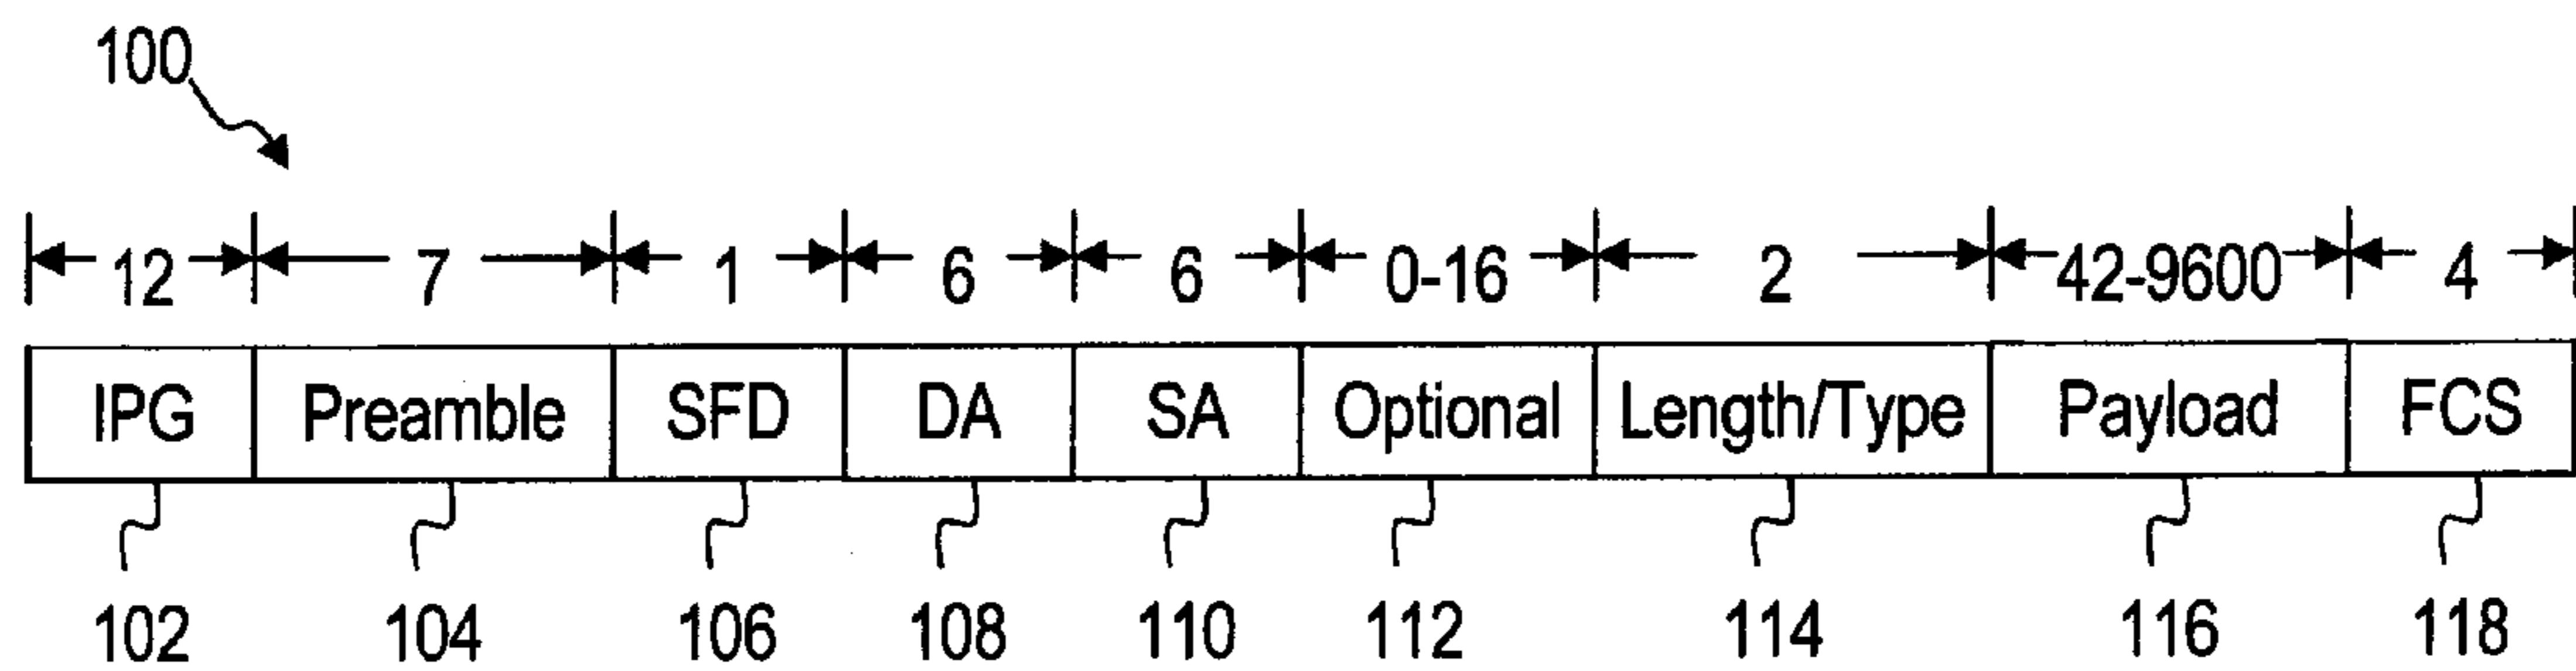 100
12 7 1 6 6 0-16 2 42-9600 4
IPG Preamble SFD DA SA Optional Length/Type Payload FCS
102 104 106 108 110 112 114 116 118